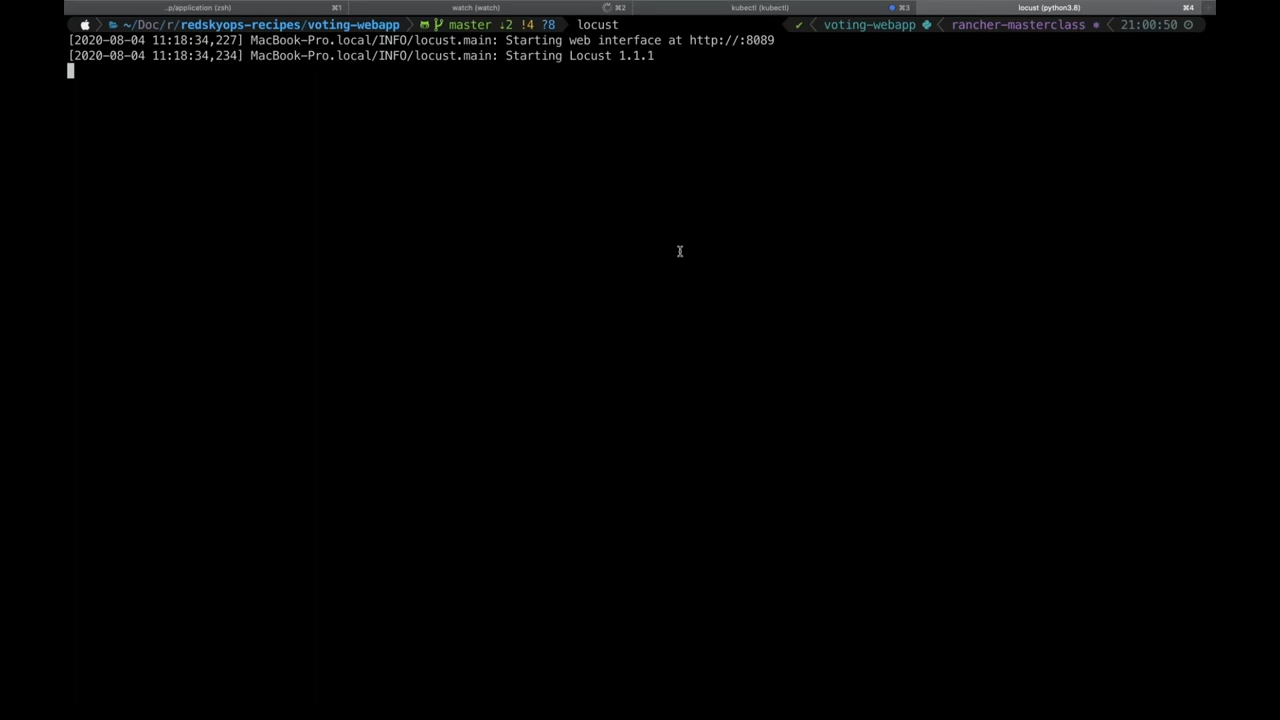 ..p/application (zsh) ⌘1 watch (watch) ⌘2 kubectl (kubectl) ⌘3 locust (python3.8) ⌘4
~/Doc/r/redskyops-recipes/voting-webapp master ↓2 !4 ?8 locust ✔ voting-webapp rancher-masterclass 21:00:50
[2020-08-04 11:18:34,227] MacBook-Pro.local/INFO/locust.main: Starting web interface at http://:8089
[2020-08-04 11:18:34,234] MacBook-Pro.local/INFO/locust.main: Starting Locust 1.1.1